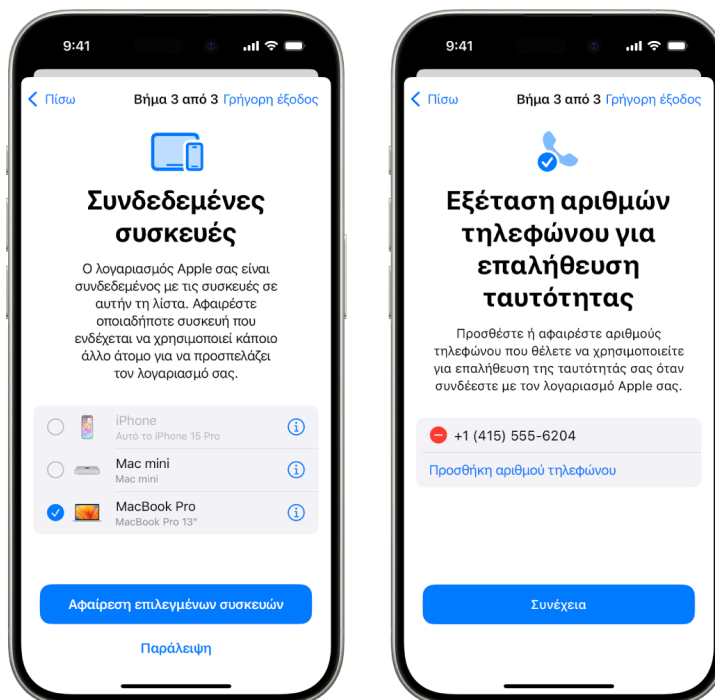 9:41
Πίσω
Βήμα 3 από 3 Γρήγορη έξοδος
Συνδεδεμένες
συσκευές
Ο λογαριασμός Apple σας είναι
συνδεδεμένος με τις συσκευές σε
αυτήν τη λίστα. Αφαιρέστε
οποιαδήποτε συσκευή που
ενδέχεται να χρησιμοποιεί κάποιο
άλλο άτομο για να προσπελάζει
τον λογαριασμό σας.
iPhone
Αυτό το iPhone 15 Pro
Mac mini
Mac mini
MacBook Pro
MacBook Pro 13"
Αφαίρεση επιλεγμένων συσκευών
Παράλειψη
9:41
Πίσω
Βήμα 3 από 3 Γρήγορη έξοδος
Εξέταση αριθμών
τηλεφώνου για
επαλήθευση
ταυτότητας
Προσθέστε ή αφαιρέστε αριθμούς
τηλεφώνου που θέλετε να χρησιμοποιείτε
για επαλήθευση της ταυτότητάς σας όταν
συνδέεστε με τον λογαριασμό Apple σας.
+1 (415) 555-6204
Προσθήκη αριθμού τηλεφώνου
Συνέχεια